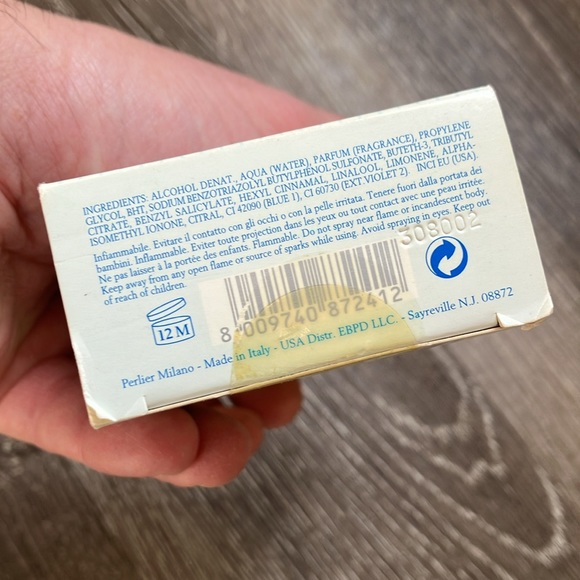 INGREDIENTS: ALCOHOL DENAT., AQUA (WATER), PARFUM (FRAGRANCE), PROPYLENE
GLYCOL, BHT, SODIUM BENZOTRIAZOLYL BUTYLPHENOL SULFONATE, BUTETH-3, TRIBUTYL
CITRATE, BENZYL SALICYLATE, HEXYL CINNAMAL, LINALOOL, LIMONENE, ALPHA-
ISOMETHYL IONONE, CITRAL, CI 42090 (BLUE 1), CI 60730 (EXT VIOLET 2). INCI EU (USA).
Infiammabile. Evitare il contatto con gli occhi o con la pelle irritata. Tenere fuori dalla portata dei
bambini. Inflammable. Eviter toute projection dans les yeux ou tout contact avec une peau irritée.
Ne pas laisser à la portée des enfants. Flammable. Do not spray near flame or incandescent body.
Keep away from any open flame or source of sparks while using. Avoid spraying in eyes. Keep out
of reach of children.
308002
12 M
8 009740 872412
Perlier Milano - Made in Italy - USA Distr. EBPD LLC. - Sayreville N.J. 08872